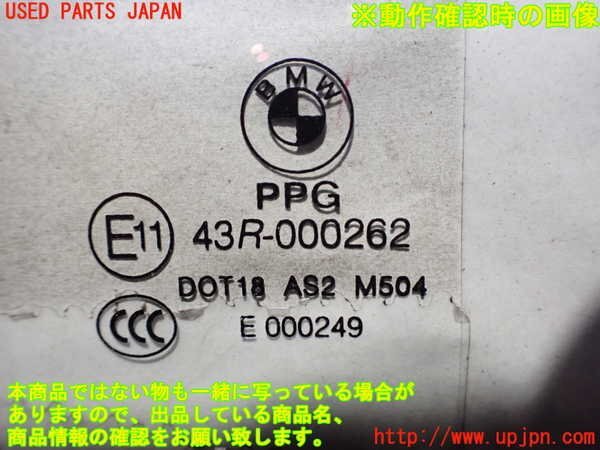 USED PARTS JAPAN
※動作確認時の画像
BMW
PPG
E11
43R-000262
DOT18 AS2 M504
CCC
E 000249
本商品ではない物も一緒に写っている場合が
ありますので、出品している商品名、
商品情報の確認をお願い致します。
http://www.upjpn.com/